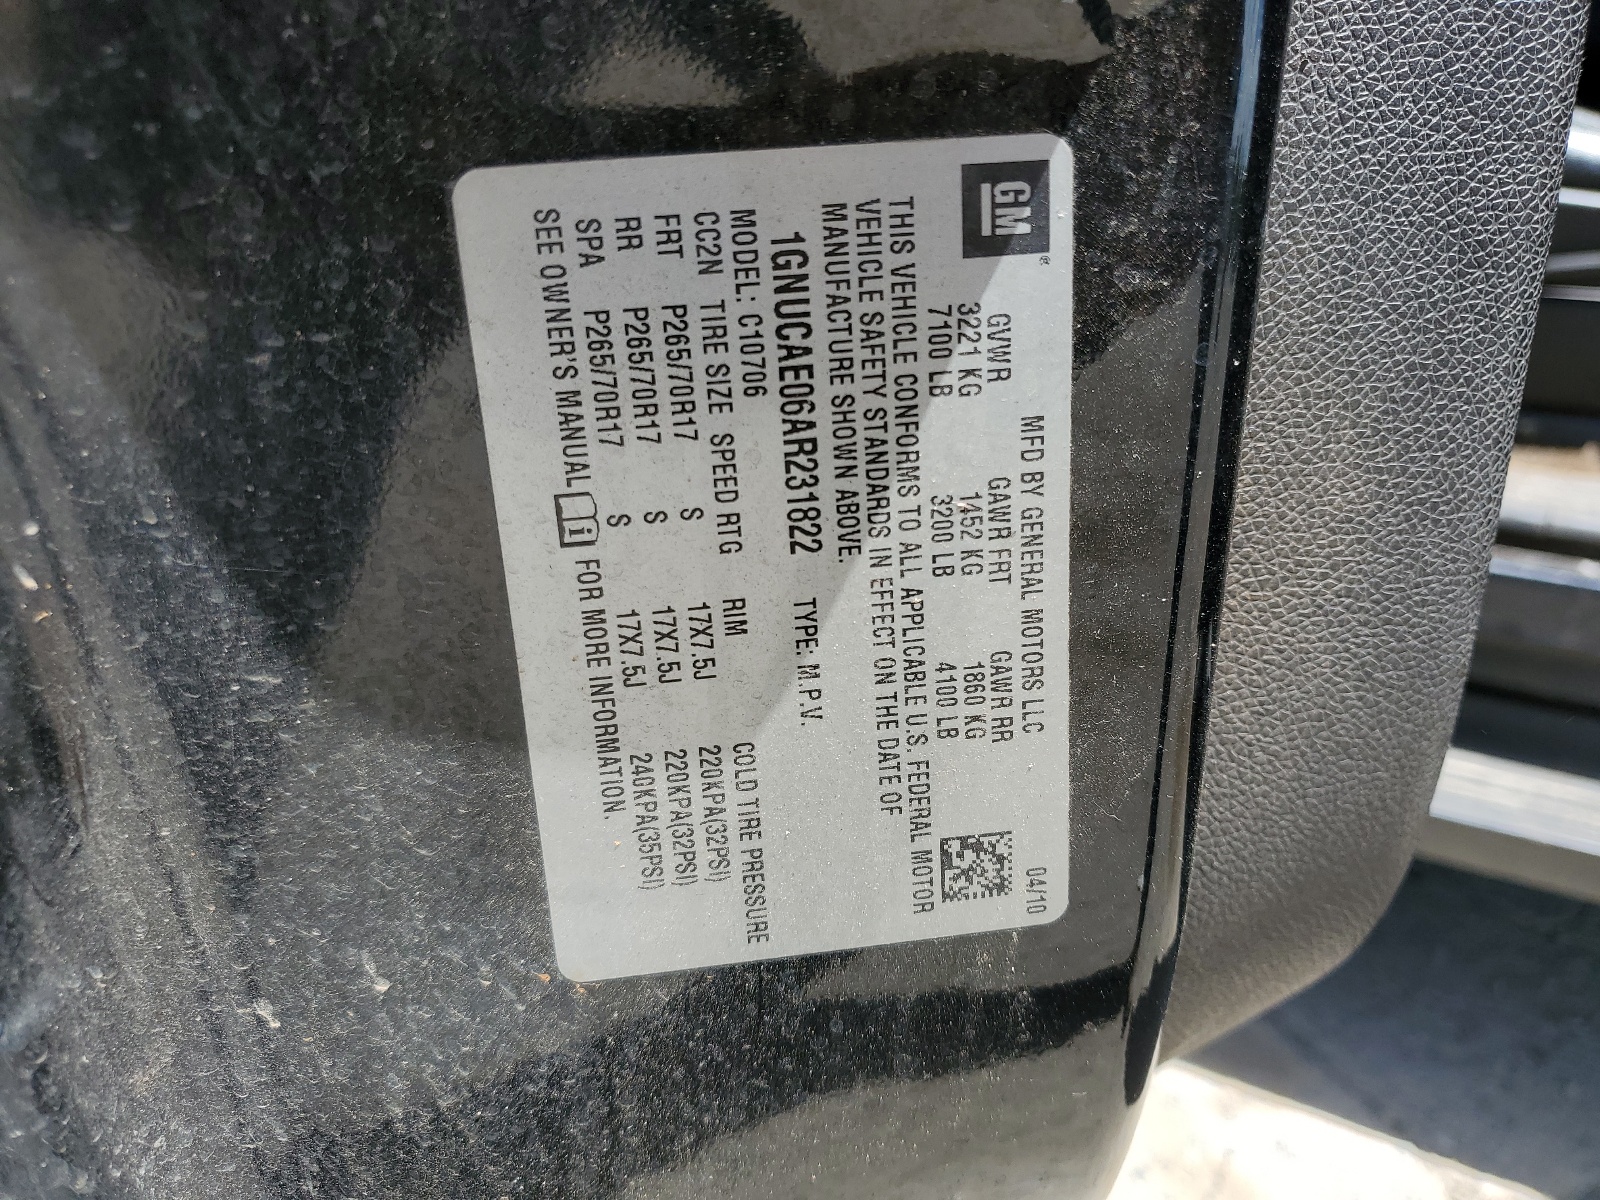 GM®
MFD BY GENERAL MOTORS LLC 04/10
GVWR GAWR FRT GAWR RR
3221 KG 1452 KG 1860 KG
7100 LB 3200 LB 4100 LB
THIS VEHICLE CONFORMS TO ALL APPLICABLE U.S. FEDERAL MOTOR
VEHICLE SAFETY STANDARDS IN EFFECT ON THE DATE OF
MANUFACTURE SHOWN ABOVE.
1GNUCAE06AR231822 TYPE: M.P.V.
MODEL: C10706
CC2N TIRE SIZE SPEED RTG RIM COLD TIRE PRESSURE
FRT P265/70R17 S 17X7.5J 220KPA(32PSI)
RR P265/70R17 S 17X7.5J 220KPA(32PSI)
SPA P265/70R17 S 17X7.5J 240KPA(35PSI)
SEE OWNER'S MANUAL i FOR MORE INFORMATION.